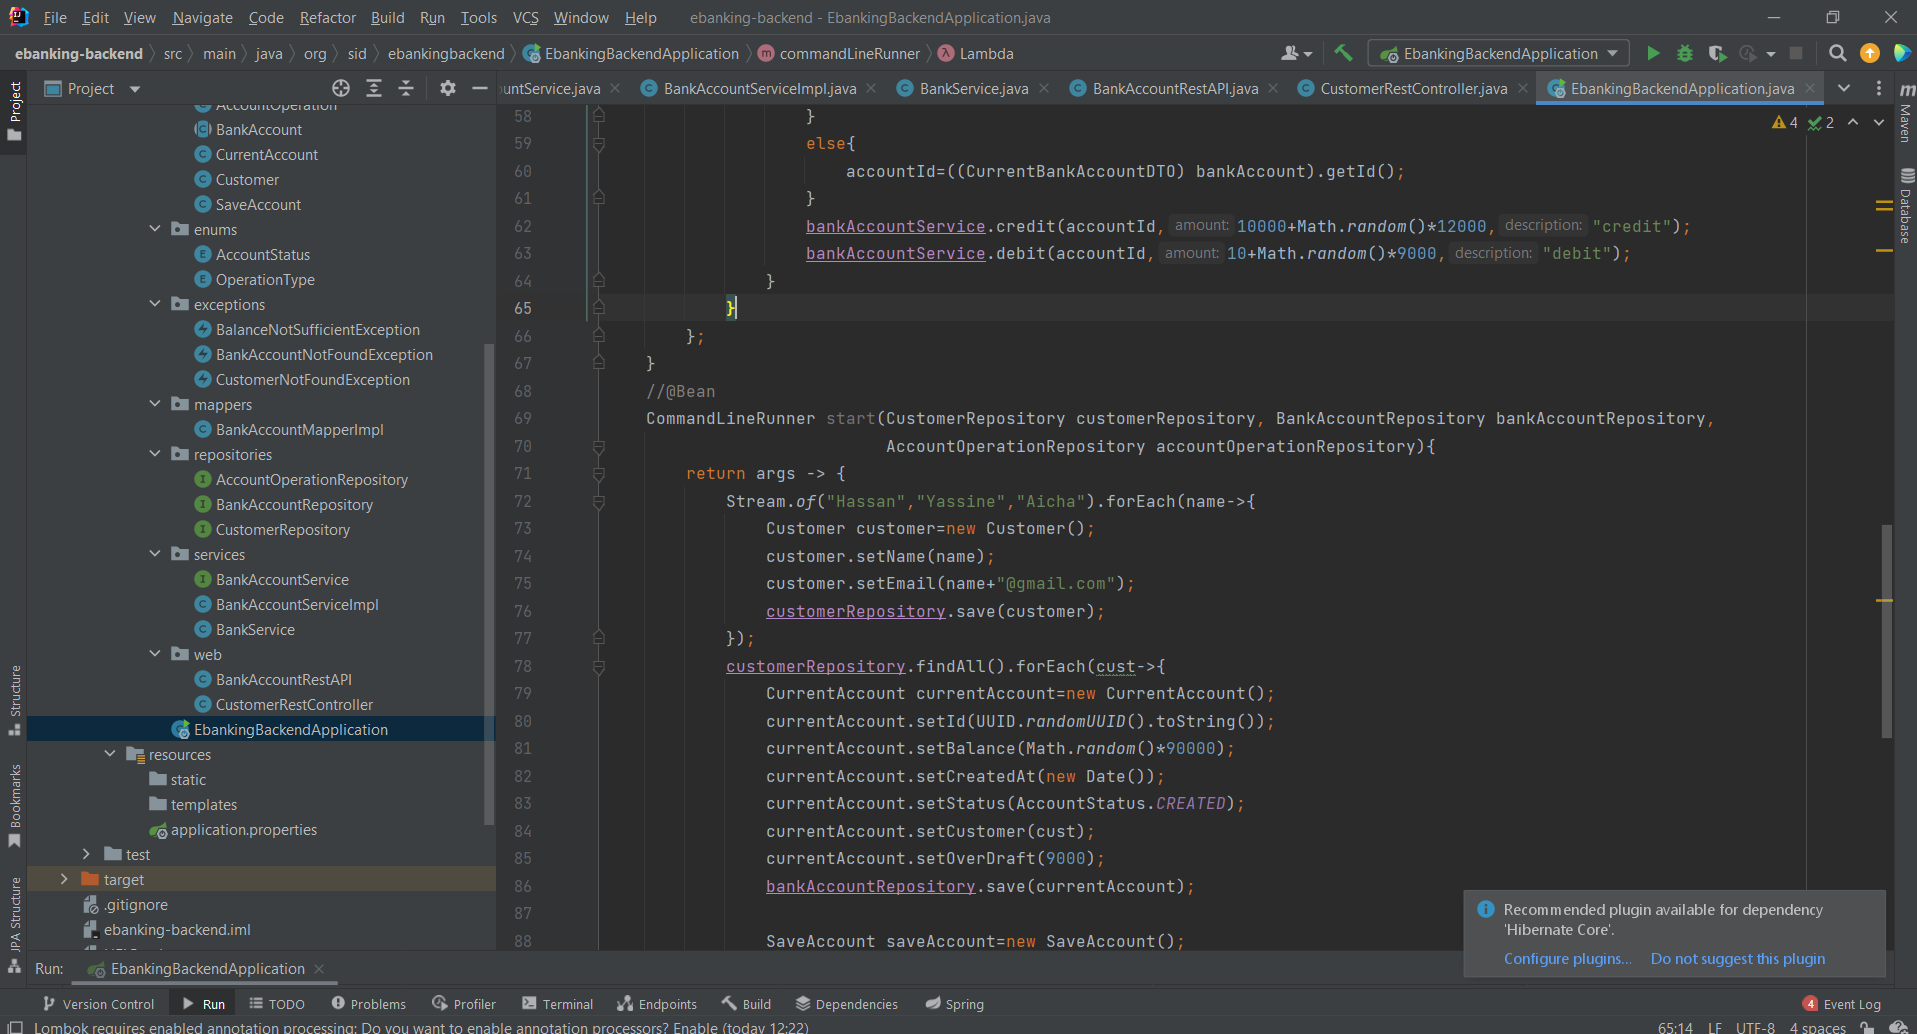 File Edit View Navigate Code Refactor Build Run Tools VCS Window Help ebanking-backend - EbankingBackendApplication.java
ebanking-backend src main java org sid ebankingbackend EbankingBackendApplication commandLineRunner Lambda EbankingBackendApplication
Project
untService.java BankAccountServiceImpl.java BankService.java BankAccountRestAPI.java CustomerRestController.java EbankingBackendApplication.java
Project
Structure
Bookmarks
JPA Structure
AccountOperation
BankAccount
CurrentAccount
Customer
SaveAccount
enums
AccountStatus
OperationType
exceptions
BalanceNotSufficientException
BankAccountNotFoundException
CustomerNotFoundException
mappers
BankAccountMapperImpl
repositories
AccountOperationRepository
BankAccountRepository
CustomerRepository
services
BankAccountService
BankAccountServiceImpl
BankService
web
BankAccountRestAPI
CustomerRestController
EbankingBackendApplication
resources
static
templates
application.properties
test
target
.gitignore
ebanking-backend.iml
4 2
58 }
59 else{
60 accountId=((CurrentBankAccountDTO) bankAccount).getId();
61 }
62 bankAccountService.credit(accountId, amount: 10000+Math.random()*12000, description: "credit");
63 bankAccountService.debit(accountId, amount: 10+Math.random()*9000, description: "debit");
64 }
65 }
66 };
67 }
68 //@Bean
69 CommandLineRunner start(CustomerRepository customerRepository, BankAccountRepository bankAccountRepository,
70 AccountOperationRepository accountOperationRepository){
71 return args -> {
72 Stream.of("Hassan","Yassine","Aicha").forEach(name->{
73 Customer customer=new Customer();
74 customer.setName(name);
75 customer.setEmail(name+"@gmail.com");
76 customerRepository.save(customer);
77 });
78 customerRepository.findAll().forEach(cust->{
79 CurrentAccount currentAccount=new CurrentAccount();
80 currentAccount.setId(UUID.randomUUID().toString());
81 currentAccount.setBalance(Math.random()*90000);
82 currentAccount.setCreatedAt(new Date());
83 currentAccount.setStatus(AccountStatus.CREATED);
84 currentAccount.setCustomer(cust);
85 currentAccount.setOverDraft(9000);
86 bankAccountRepository.save(currentAccount);
87
88 SaveAccount saveAccount=new SaveAccount();
Maven
Database
Recommended plugin available for dependency
'Hibernate Core'.
Configure plugins... Do not suggest this plugin
Run: EbankingBackendApplication
Version Control Run TODO Problems Profiler Terminal Endpoints Build Dependencies Spring 4 Event Log
Lombok requires enabled annotation processing: Do you want to enable annotation processors? Enable (today 12:22) 65:14 LF UTF-8 4 spaces